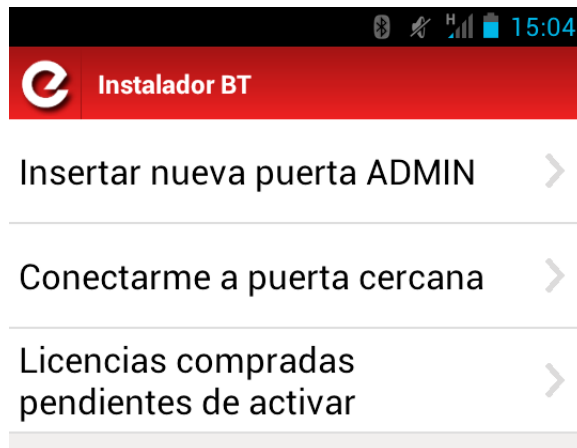 H 15:04
Instalador BT
Insertar nueva puerta ADMIN
Conectarme a puerta cercana
Licencias compradas
pendientes de activar